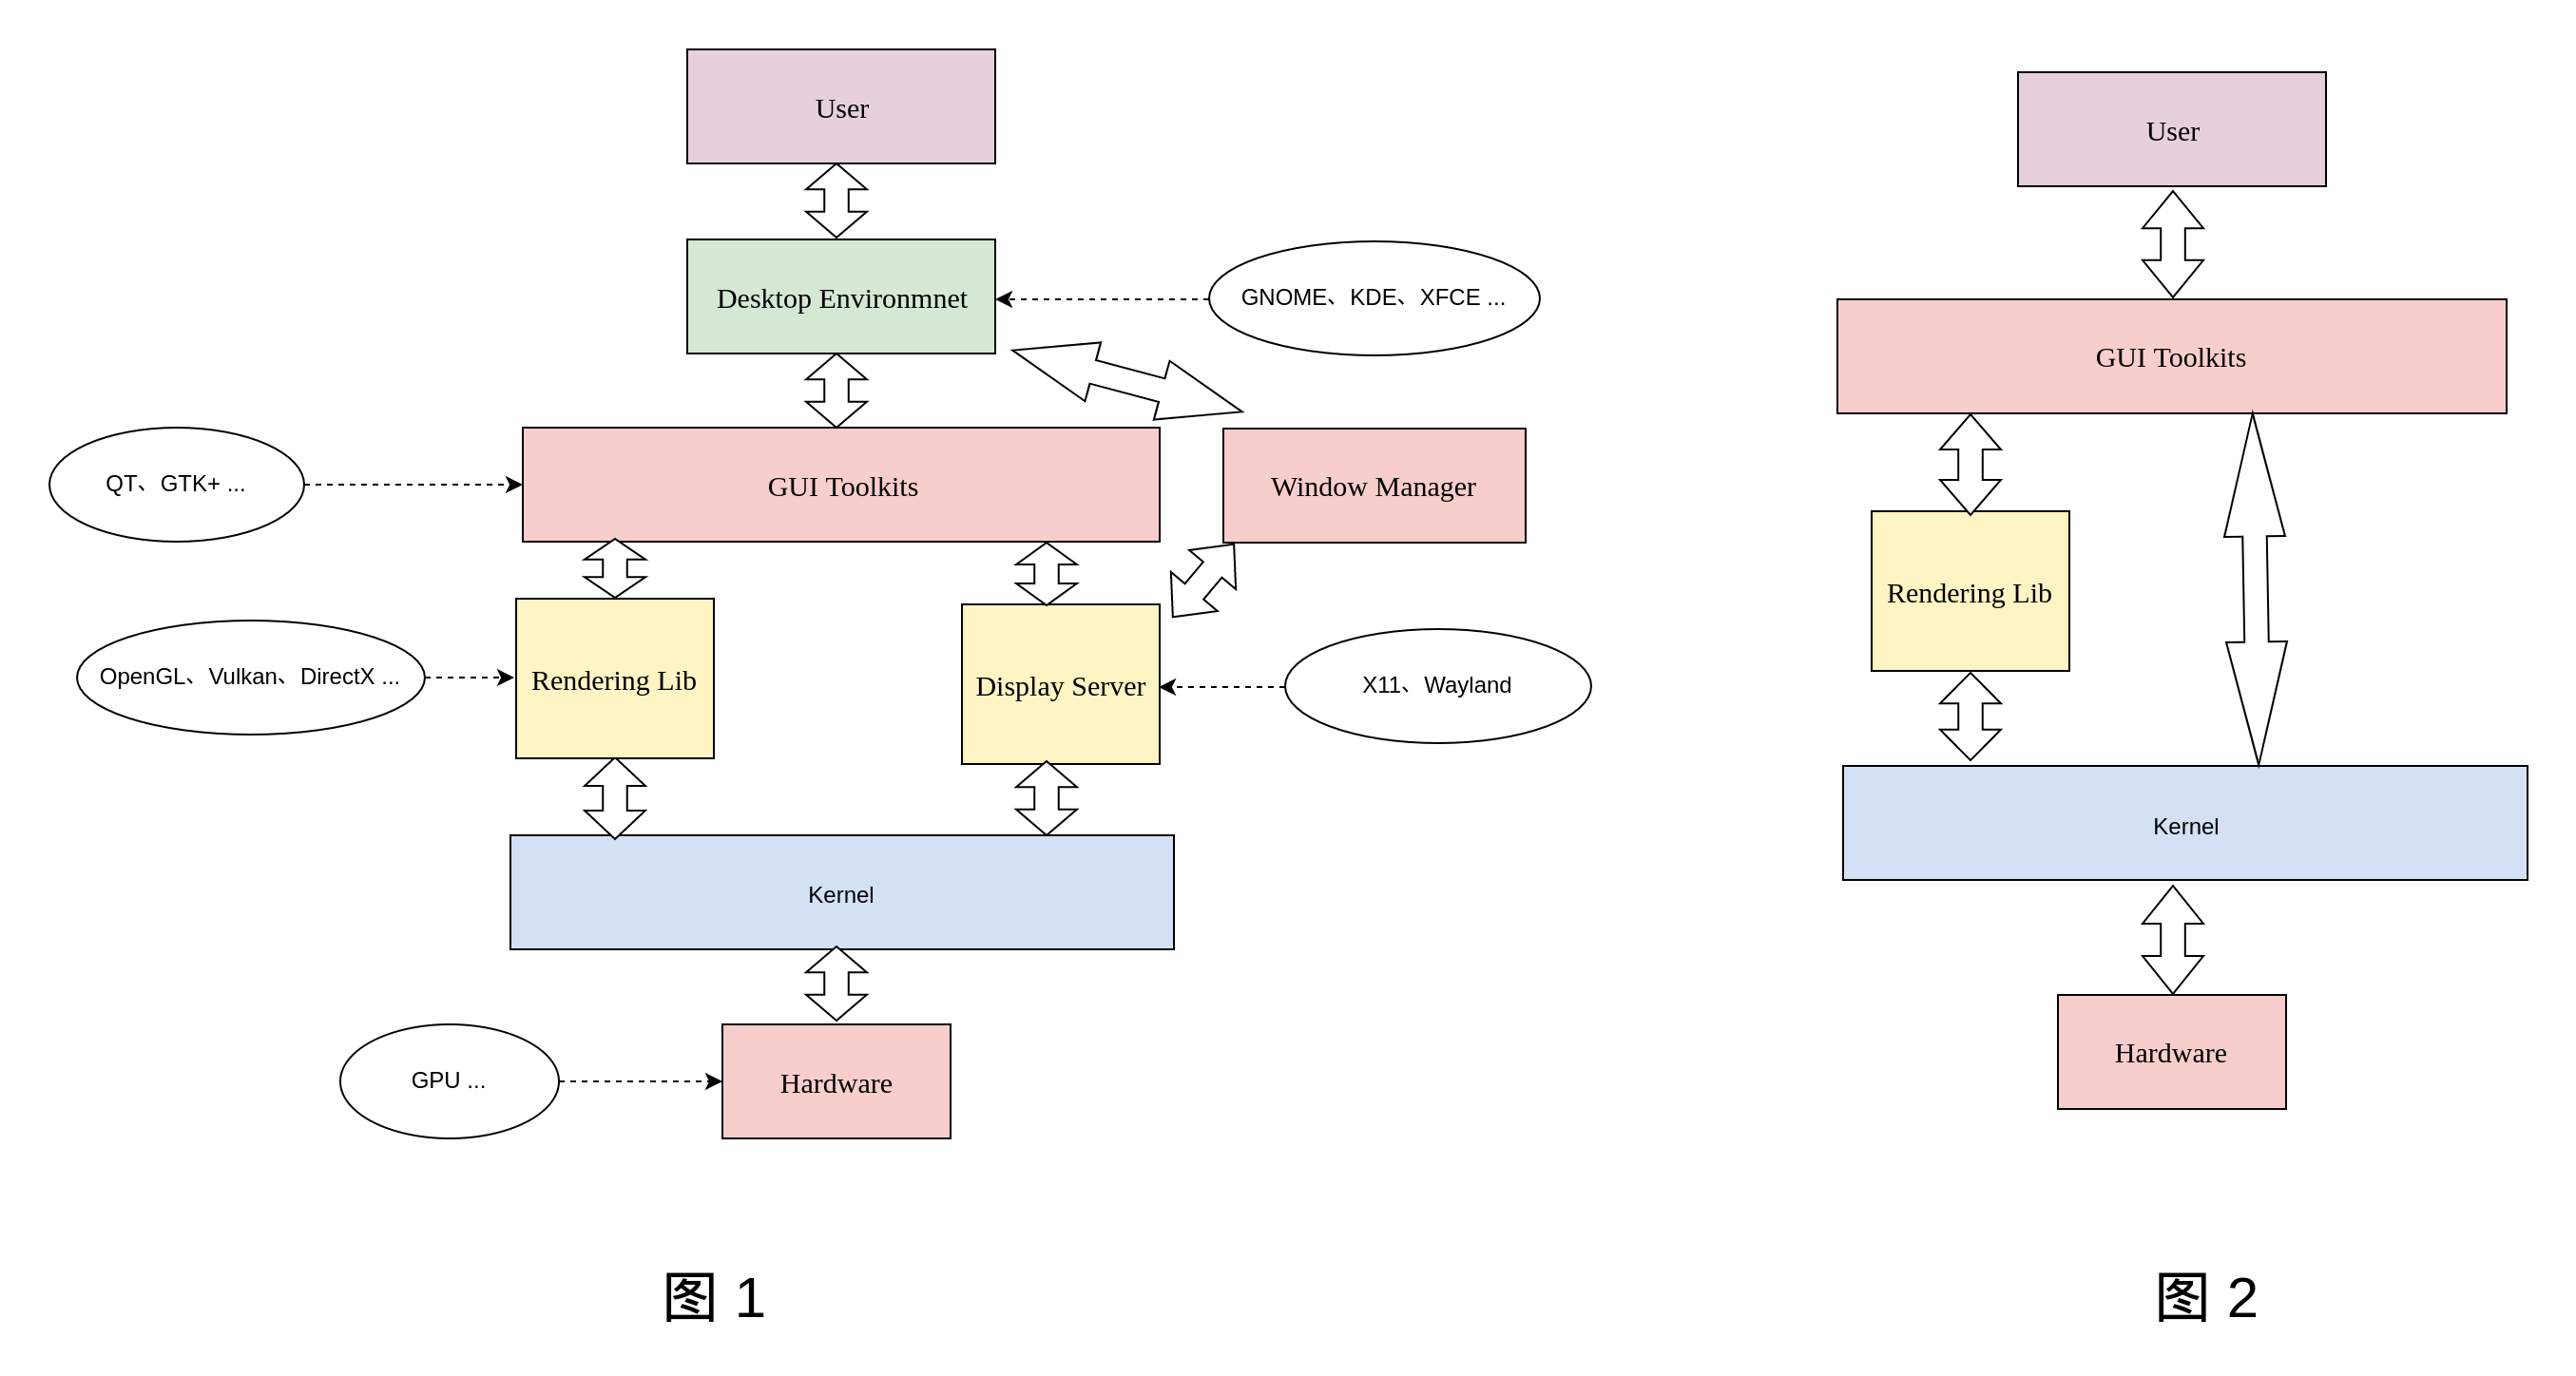 User
Desktop Environmnet
GNOME、KDE、XFCE ...
QT、GTK+ ...
GUI Toolkits
Window Manager
OpenGL、Vulkan、DirectX ...
Rendering Lib
Display Server
X11、Wayland
Kernel
GPU ...
Hardware
图 1
User
GUI Toolkits
Rendering Lib
Kernel
Hardware
图 2